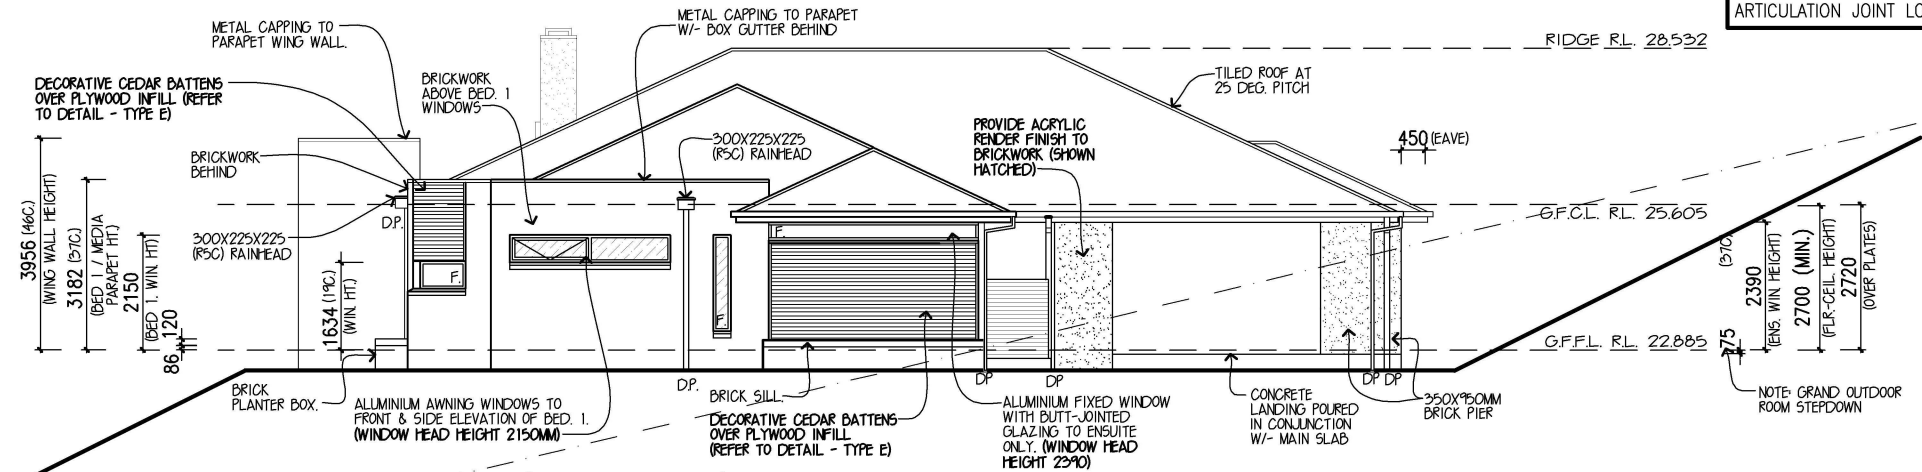 ARTICULATION JOINT LO
METAL CAPPING TO
PARAPET WING WALL.
METAL CAPPING TO PARAPET
W/- BOX GUTTER BEHIND
RIDGE R.L. 28.532
DECORATIVE CEDAR BATTENS
OVER PLYWOOD INFILL (REFER
TO DETAIL - TYPE E)
BRICKWORK
ABOVE BED. 1
WINDOWS
TILED ROOF AT
25 DEG. PITCH
300X225X225
(RSC) RAINHEAD
PROVIDE ACRYLIC
RENDER FINISH TO
BRICKWORK (SHOWN
HATCHED)
450 (EAVE)
BRICKWORK
BEHIND
D.P.
300X225X225
(RSC) RAINHEAD
G.F.C.L. R.L. 25.605
3956 (46C.)
(WING WALL HEIGHT)
3182 (37C.)
(BED 1 / MEDIA
PARAPET HT.)
2150
(BED 1. WIN. HT.)
120
86
1634 (19C.)
(WIN. HT.)
F.
F.
F.
(37C)
2390
(ENS. WIN HEIGHT)
2700 (MIN.)
(FLR-CEIL HEIGHT)
2720
(OVER PLATES)
75
G.F.F.L. R.L. 22.885
D.P.
DP
DP
DP
DP
BRICK
PLANTER BOX.
ALUMINIUM AWNING WINDOWS TO
FRONT & SIDE ELEVATION OF BED. 1.
(WINDOW HEAD HEIGHT 2150MM)
BRICK SILL.
DECORATIVE CEDAR BATTENS
OVER PLYWOOD INFILL
(REFER TO DETAIL - TYPE E)
ALUMINIUM FIXED WINDOW
WITH BUTT-JOINTED
GLAZING TO ENSUITE
ONLY. (WINDOW HEAD
HEIGHT 2390)
CONCRETE
LANDING POURED
IN CONJUNCTION
W/- MAIN SLAB
350X950MM
BRICK PIER
NOTE: GRAND OUTDOOR
ROOM STEPDOWN